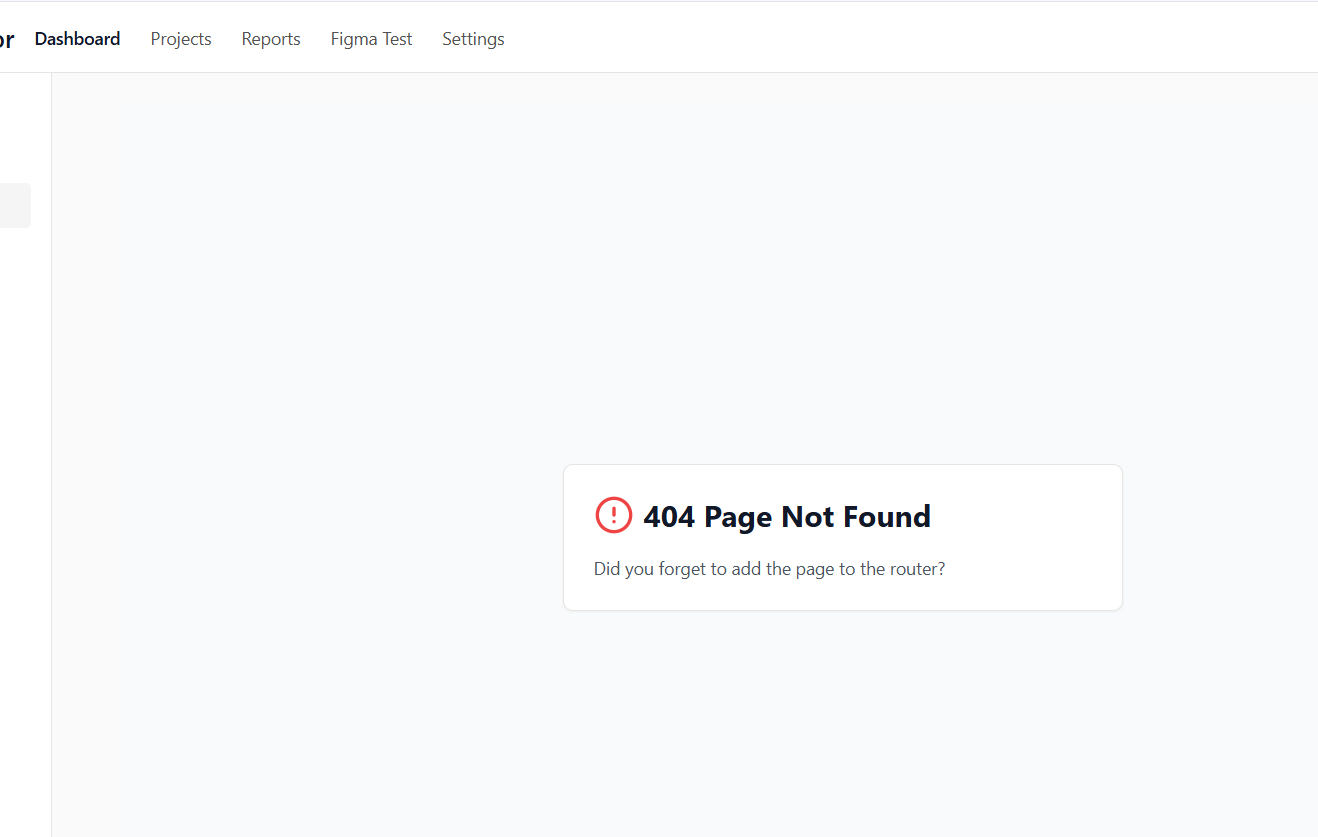 Dashboard Projects Reports Figma Test Settings
404 Page Not Found
Did you forget to add the page to the router?